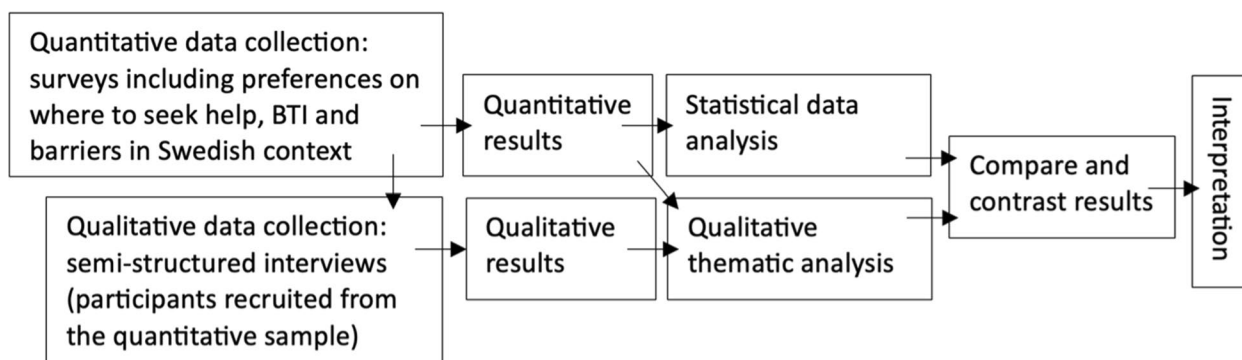 Quantitative data collection:
surveys including preferences on
where to seek help, BTI and
barriers in Swedish context
Quantitative
results
Statistical data
analysis
Qualitative data collection:
semi-structured interviews
(participants recruited from
the quantitative sample)
Qualitative
results
Qualitative
thematic analysis
Compare and
contrast results
Interpretation